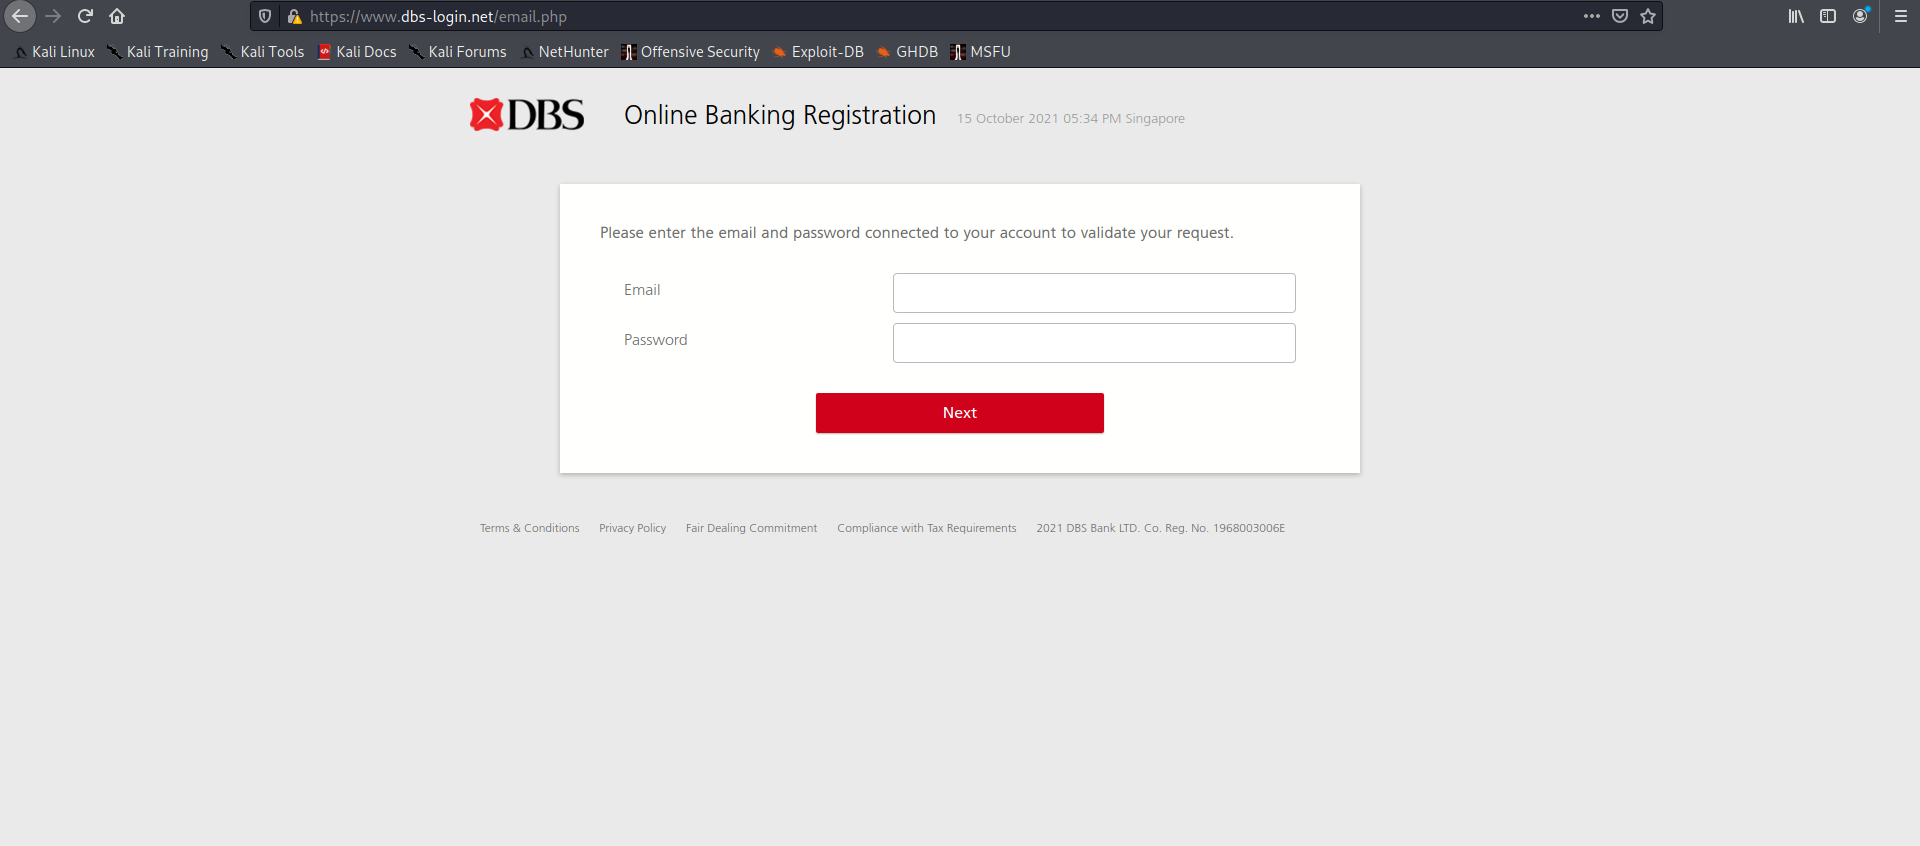 https://www.dbs-login.net/email.php
Kali Linux Kali Training Kali Tools Kali Docs Kali Forums NetHunter Offensive Security Exploit-DB GHDB MSFU
DBS Online Banking Registration 15 October 2021 05:34 PM Singapore
Please enter the email and password connected to your account to validate your request.
Email
Password
Next
Terms & Conditions Privacy Policy Fair Dealing Commitment Compliance with Tax Requirements 2021 DBS Bank LTD. Co. Reg. No. 1968003006E